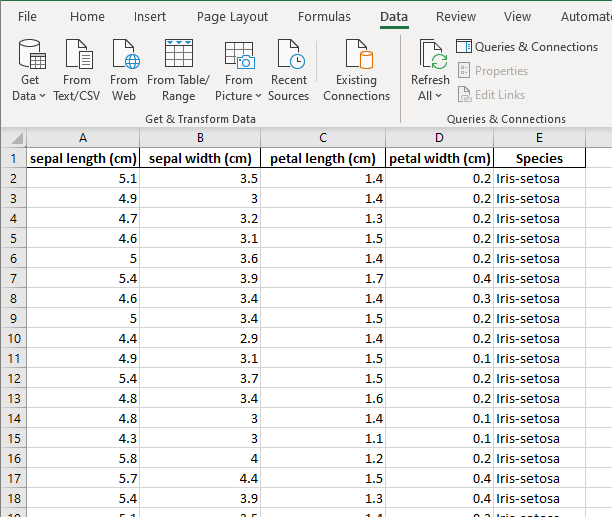 File Home Insert Page Layout Formulas Data Review View Automat
Get Data From Text/CSV From Web From Table/ Range From Picture Recent Sources Existing Connections Refresh All Queries & Connections
Properties
Edit Links
Get & Transform Data Queries & Connections
A B C D E
1 sepal length (cm) sepal width (cm) petal length (cm) petal width (cm) Species
2 5.1 3.5 1.4 0.2 Iris-setosa
3 4.9 3 1.4 0.2 Iris-setosa
4 4.7 3.2 1.3 0.2 Iris-setosa
5 4.6 3.1 1.5 0.2 Iris-setosa
6 5 3.6 1.4 0.2 Iris-setosa
7 5.4 3.9 1.7 0.4 Iris-setosa
8 4.6 3.4 1.4 0.3 Iris-setosa
9 5 3.4 1.5 0.2 Iris-setosa
10 4.4 2.9 1.4 0.2 Iris-setosa
11 4.9 3.1 1.5 0.1 Iris-setosa
12 5.4 3.7 1.5 0.2 Iris-setosa
13 4.8 3.4 1.6 0.2 Iris-setosa
14 4.8 3 1.4 0.1 Iris-setosa
15 4.3 3 1.1 0.1 Iris-setosa
16 5.8 4 1.2 0.2 Iris-setosa
17 5.7 4.4 1.5 0.4 Iris-setosa
18 5.4 3.9 1.3 0.4 Iris-setosa